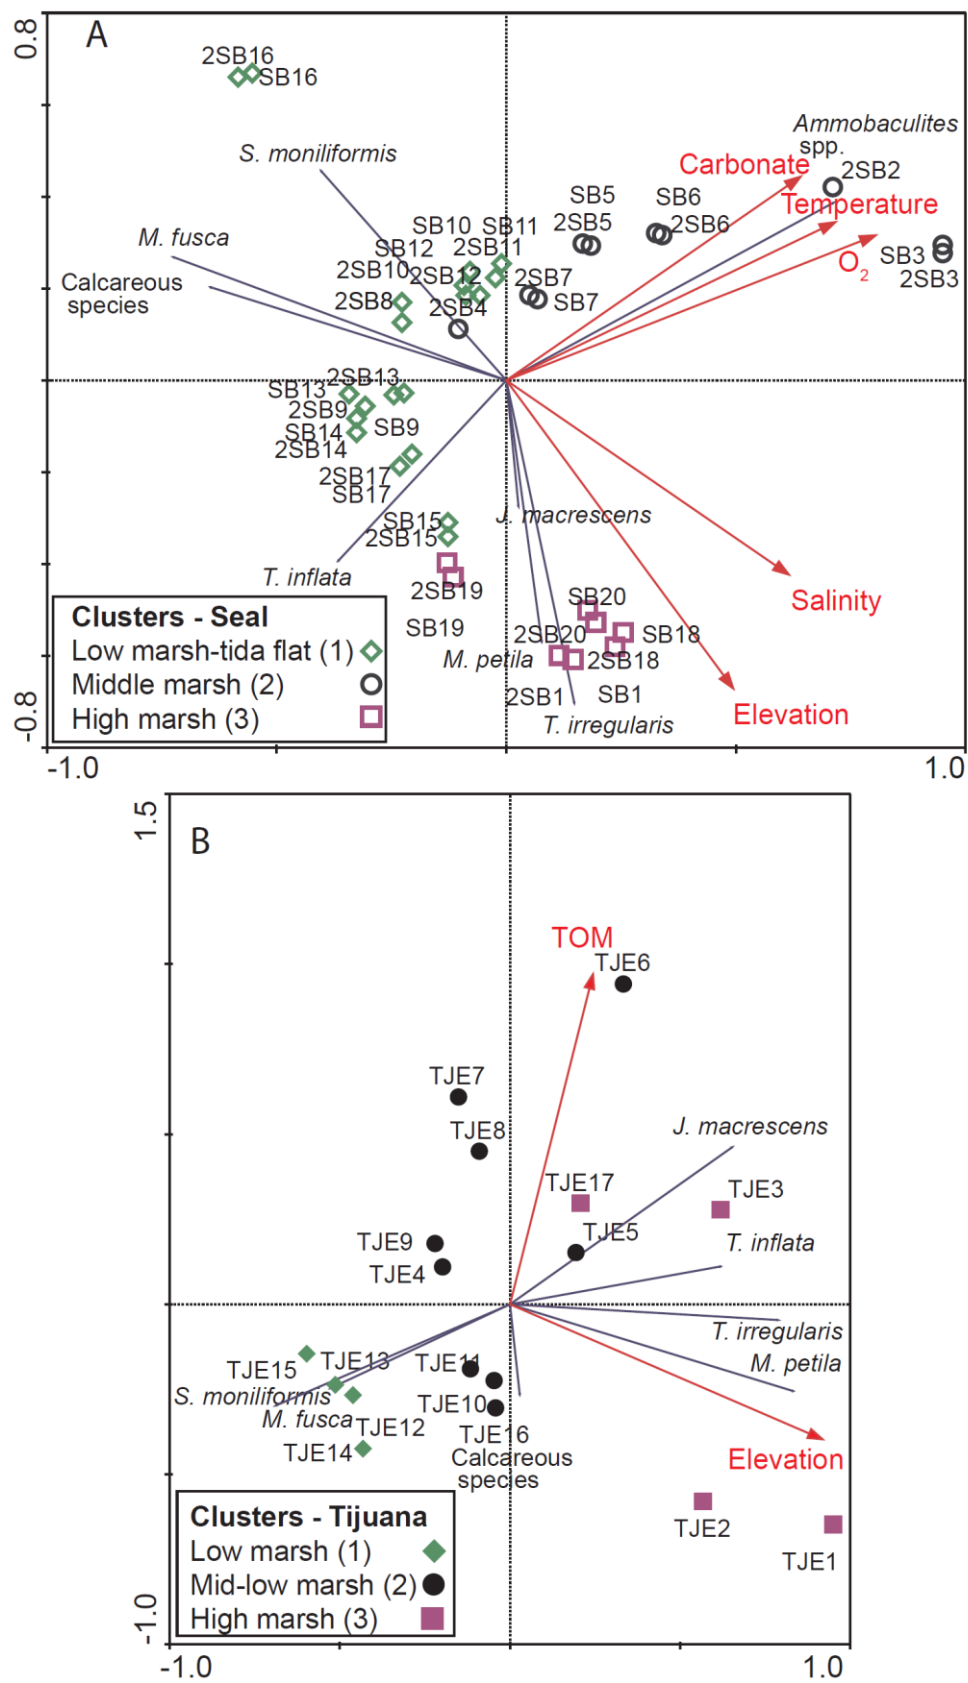 0.8
A
2SB16
SB16
S. moniliformis
Ammobaculites
spp.
Carbonate
2SB2
Temperature
SB5
SB6
2SB5
2SB6
SB10
SB11
M. fusca
SB12
2SB11
O2
SB3
2SB3
Calcareous
species
2SB10
2SB12
2SB7
2SB8
2SB4
SB7
SB13
2SB13
2SB9
SB14
SB9
2SB14
2SB17
SB17
SB15
2SB15
J. macrescens
T. inflata
2SB19
SB20
Salinity
Clusters - Seal
Low marsh-tida flat (1)
Middle marsh (2)
High marsh (3)
SB19
2SB20
SB18
M. petila
2SB18
2SB1
SB1
T. irregularis
Elevation
-0.8
-1.0
1.0
1.5
B
TOM
TJE6
TJE7
TJE8
J. macrescens
TJE17
TJE3
TJE9
TJE5
T. inflata
TJE4
T. irregularis
TJE15
TJE13
TJE11
M. petila
S. moniliformis
M. fusca
TJE10
TJE12
TJE16
TJE14
Calcareous
species
Elevation
Clusters - Tijuana
Low marsh (1)
Mid-low marsh (2)
High marsh (3)
TJE2
TJE1
-1.0
-1.0
1.0